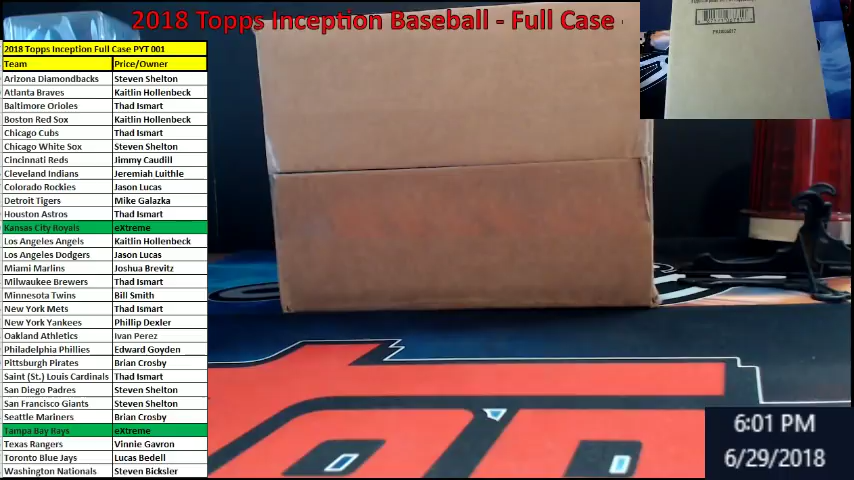 2018 Topps Inception Baseball - Full Case -
2018 Topps Inception Full Case PYT 001
Team Price/Owner
Arizona Diamondbacks Steven Shelton
Atlanta Braves Kaitlin Hollenbeck
Baltimore Orioles Thad Ismart
Boston Red Sox Kaitlin Hollenbeck
Chicago Cubs Thad Ismart
Chicago White Sox Steven Shelton
Cincinnati Reds Jimmy Caudill
Cleveland Indians Jeremiah Luithle
Colorado Rockies Jason Lucas
Detroit Tigers Mike Galazka
Houston Astros Thad Ismart
Kansas City Royals eXtreme
Los Angeles Angels Kaitlin Hollenbeck
Los Angeles Dodgers Jason Lucas
Miami Marlins Joshua Brevitz
Milwaukee Brewers Thad Ismart
Minnesota Twins Bill Smith
New York Mets Thad Ismart
New York Yankees Phillip Dexler
Oakland Athletics Ivan Perez
Philadelphia Phillies Edward Goyden
Pittsburgh Pirates Brian Crosby
Saint (St.) Louis Cardinals Thad Ismart
San Diego Padres Steven Shelton
San Francisco Giants Steven Shelton
Seattle Mariners Brian Crosby
Tampa Bay Rays eXtreme
Texas Rangers Vinnie Gavron
Toronto Blue Jays Lucas Bedell
Washington Nationals Steven Bicksler
6:01 PM
6/29/2018